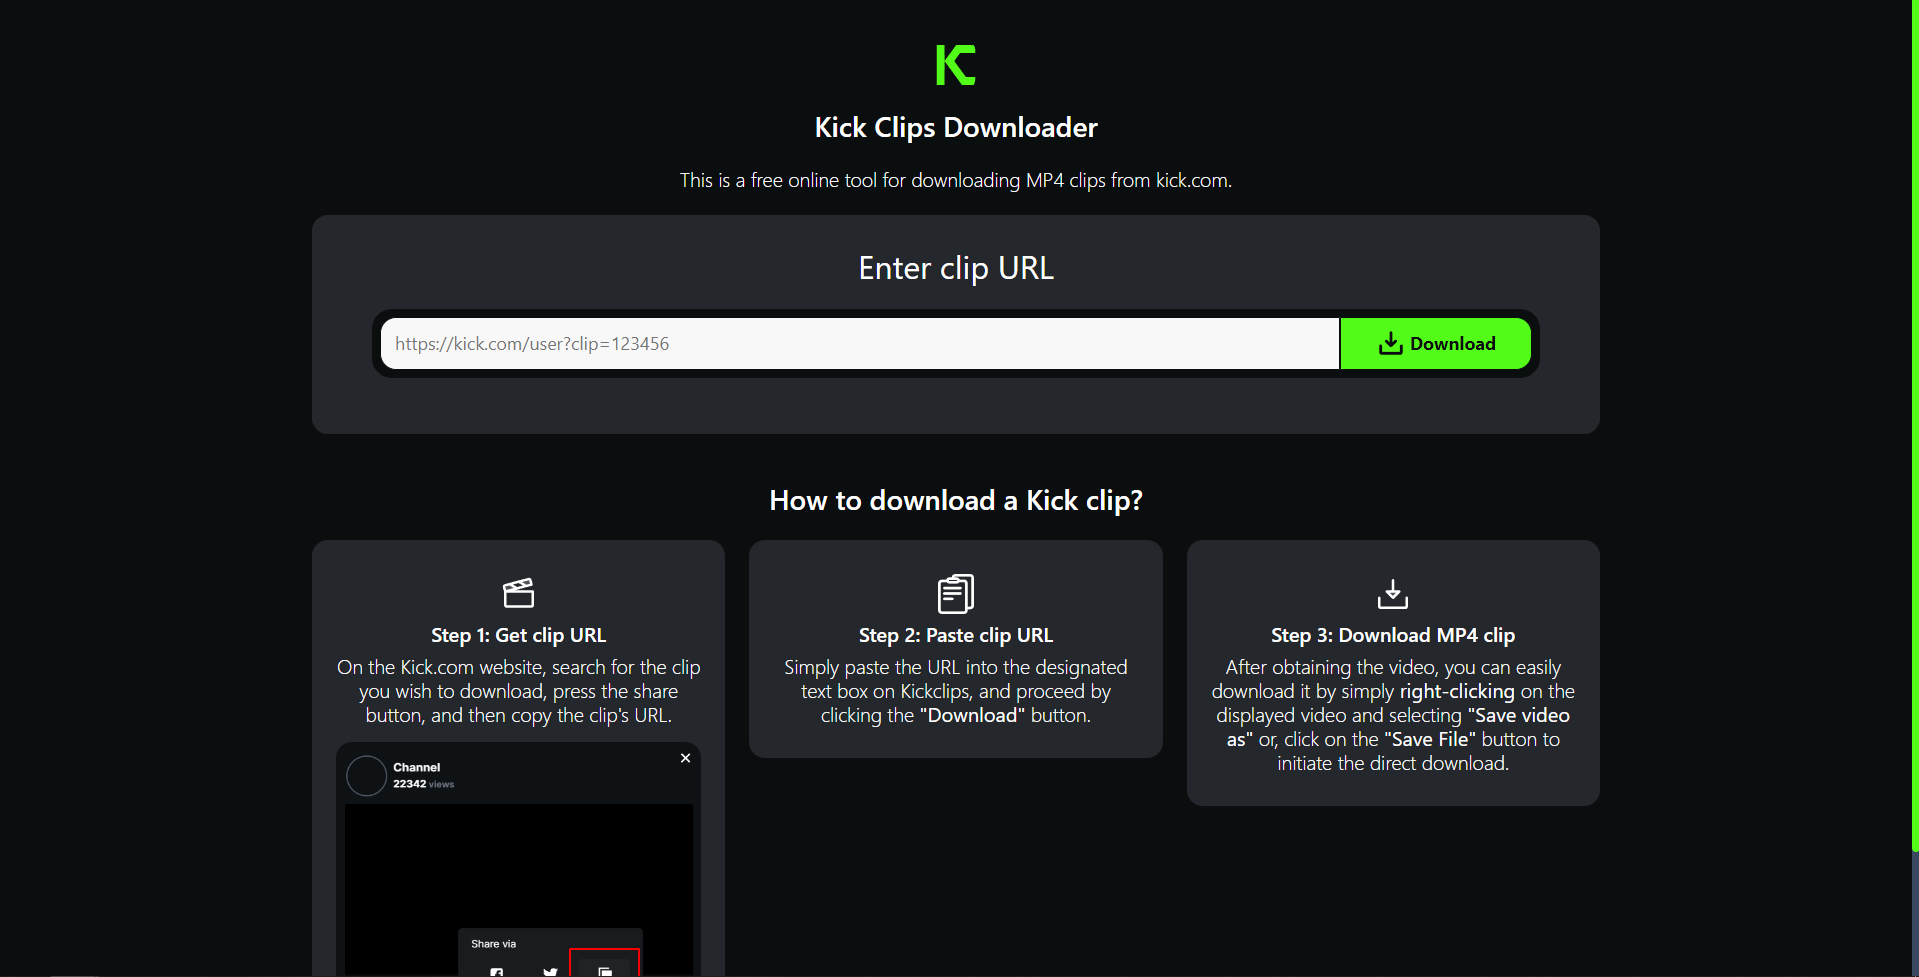 Kick Clips Downloader
This is a free online tool for downloading MP4 clips from kick.com.
Enter clip URL
https://kick.com/user?clip=123456
Download
How to download a Kick clip?
Step 1: Get clip URL
On the Kick.com website, search for the clip
you wish to download, press the share
button, and then copy the clip's URL.
Channel
22342 views
Share via
Step 2: Paste clip URL
Simply paste the URL into the designated
text box on Kickclips, and proceed by
clicking the "Download" button.
Step 3: Download MP4 clip
After obtaining the video, you can easily
download it by simply right-clicking on the
displayed video and selecting "Save video
as" or, click on the "Save File" button to
initiate the direct download.